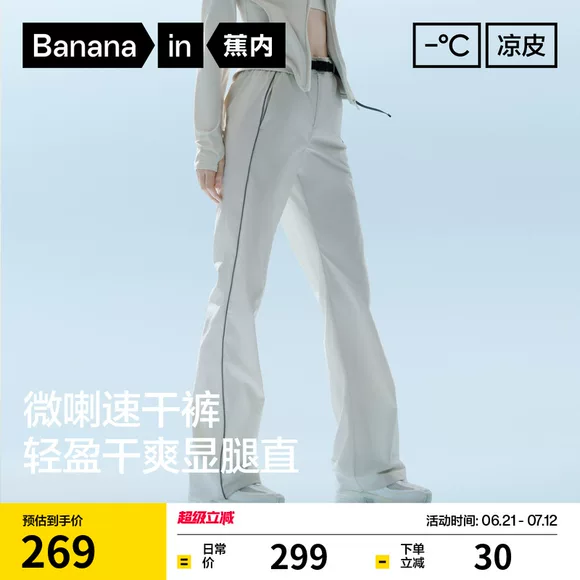 Banana in 蕉内
-°C 凉皮
微喇速干裤
轻盈干爽显腿直
预估到手价
269
超级立减
活动时间: 06.21 - 07.12
= 日常价 299 - 下单立减 30